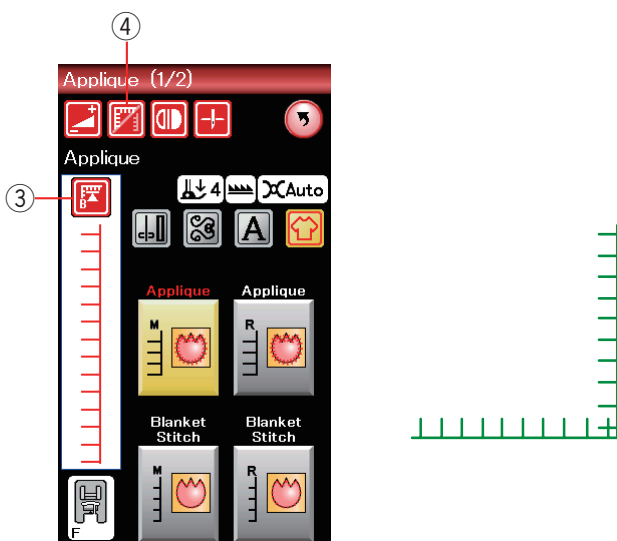 ④
Applique (1/2)
Applique
③
B
4
Auto
A
Applique Applique
M R
Blanket Stitch Blanket Stitch
M R
F